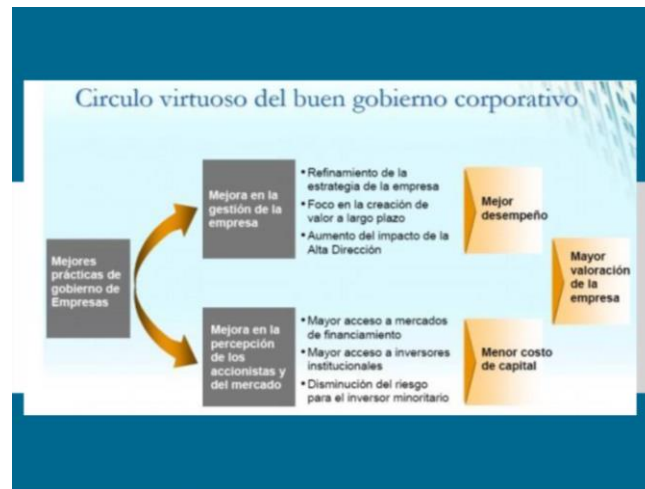 Circulo virtuoso del buen gobierno corporativo
Mejores
prácticas de
gobierno de
Empresas
Mejora en la
gestión de la
empresa
• Refinamiento de la
estrategia de la empresa
• Foco en la creación de
valor a largo plazo
• Aumento del impacto de la
Alta Dirección
Mejor
desempeño
Mejora en la
percepción
de los
accionistas y
del mercado
• Mayor acceso a mercados
de financiamiento
• Mayor acceso a inversores
institucionales
• Disminución del riesgo
para el inversor minoritario
Menor costo
de capital
Mayor
valoración
de la
empresa